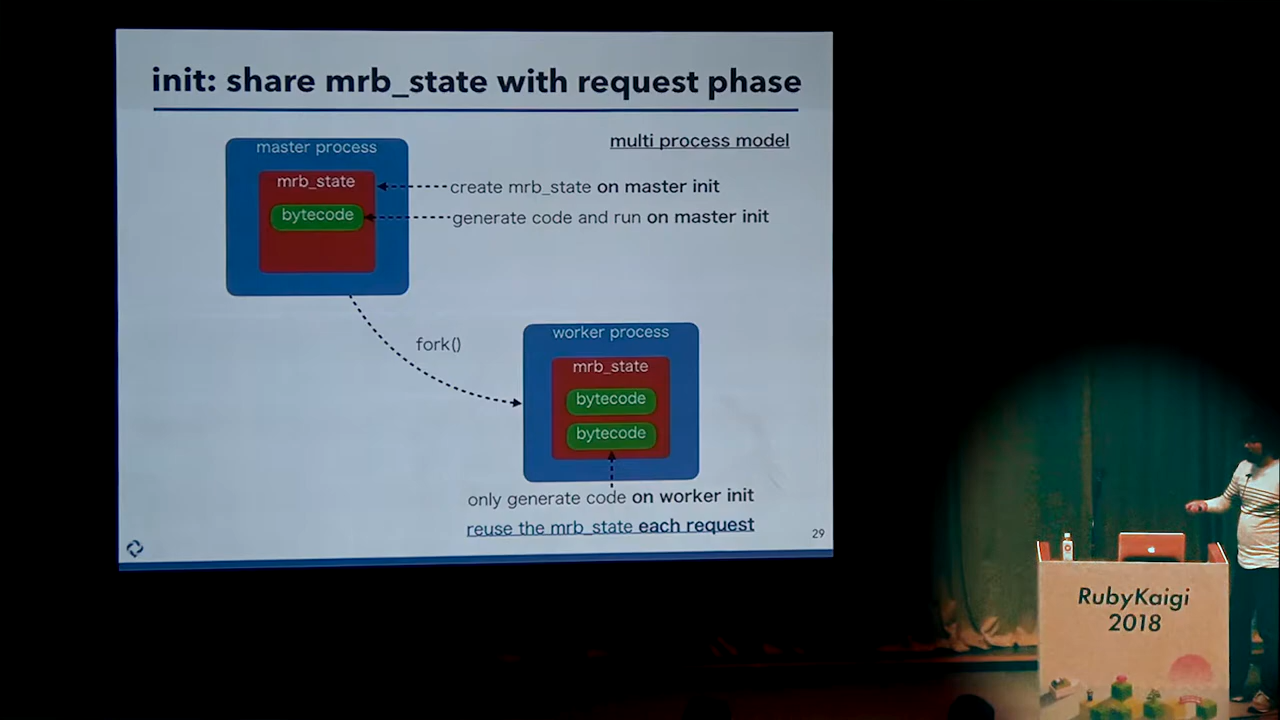 init: share mrb_state with request phase
multi process model
master process
mrb_state
create mrb_state on master init
bytecode
generate code and run on master init
fork()
worker process
mrb_state
bytecode
bytecode
only generate code on worker init
reuse the mrb_state each request
29
RubyKaigi
2018